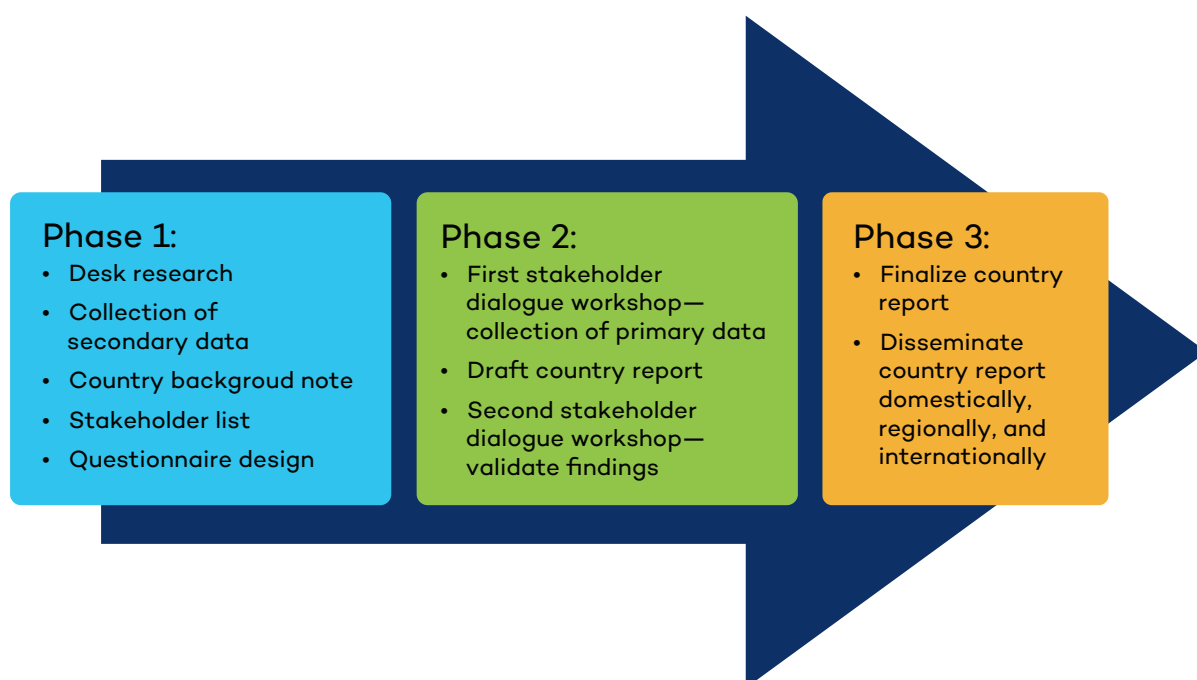 Phase 1:
• Desk research
• Collection of
secondary data
• Country backgroud note
• Stakeholder list
• Questionnaire design
Phase 2:
• First stakeholder
dialogue workshop—
collection of primary data
• Draft country report
• Second stakeholder
dialogue workshop—
validate findings
Phase 3:
• Finalize country
report
• Disseminate
country report
domestically,
regionally, and
internationally